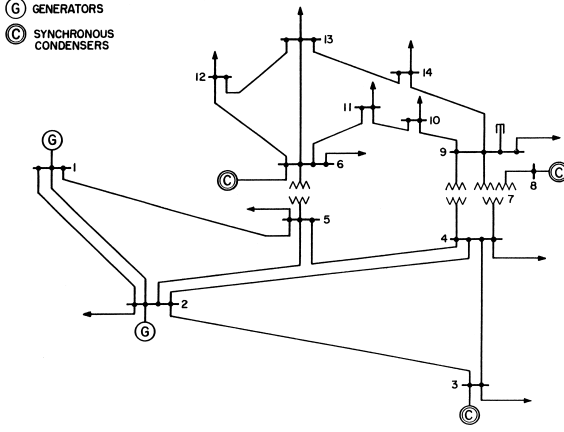 G GENERATORS
C SYNCHRONOUS
CONDENSERS
13
12
14
11
10
9
6
C
8
C
7
G
1
5
4
2
G
3
C